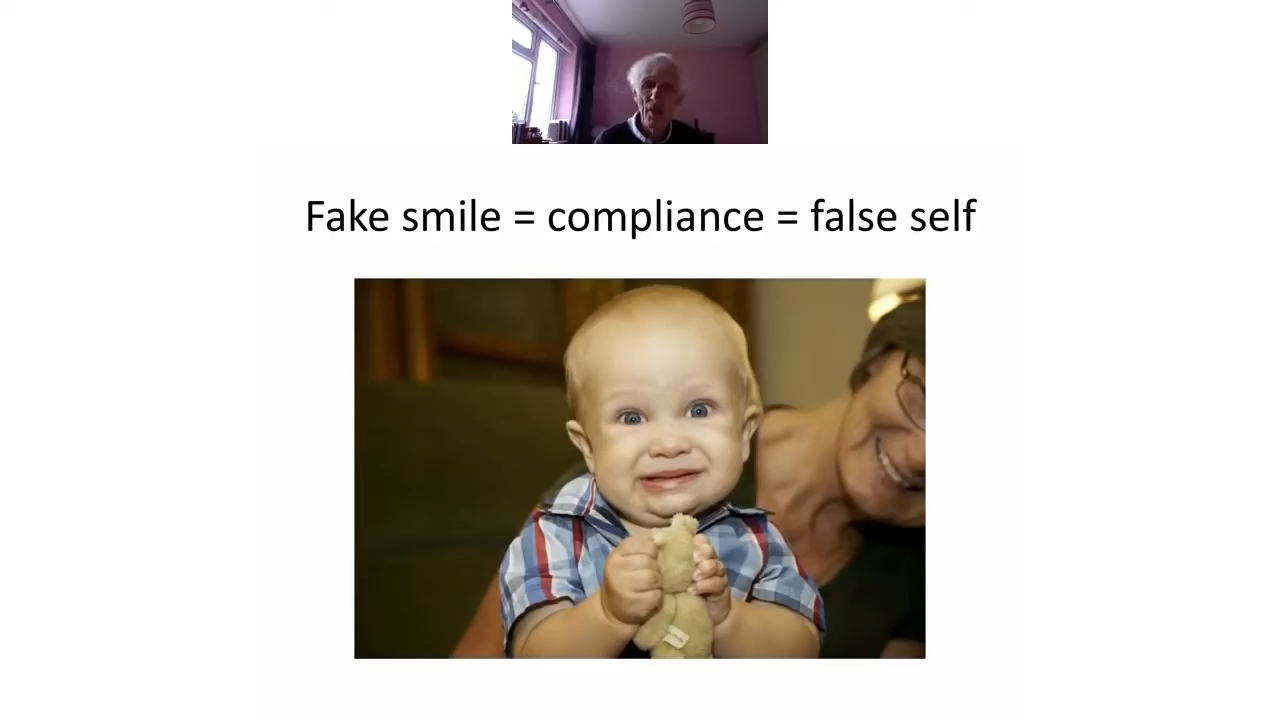 Fake smile = compliance = false self